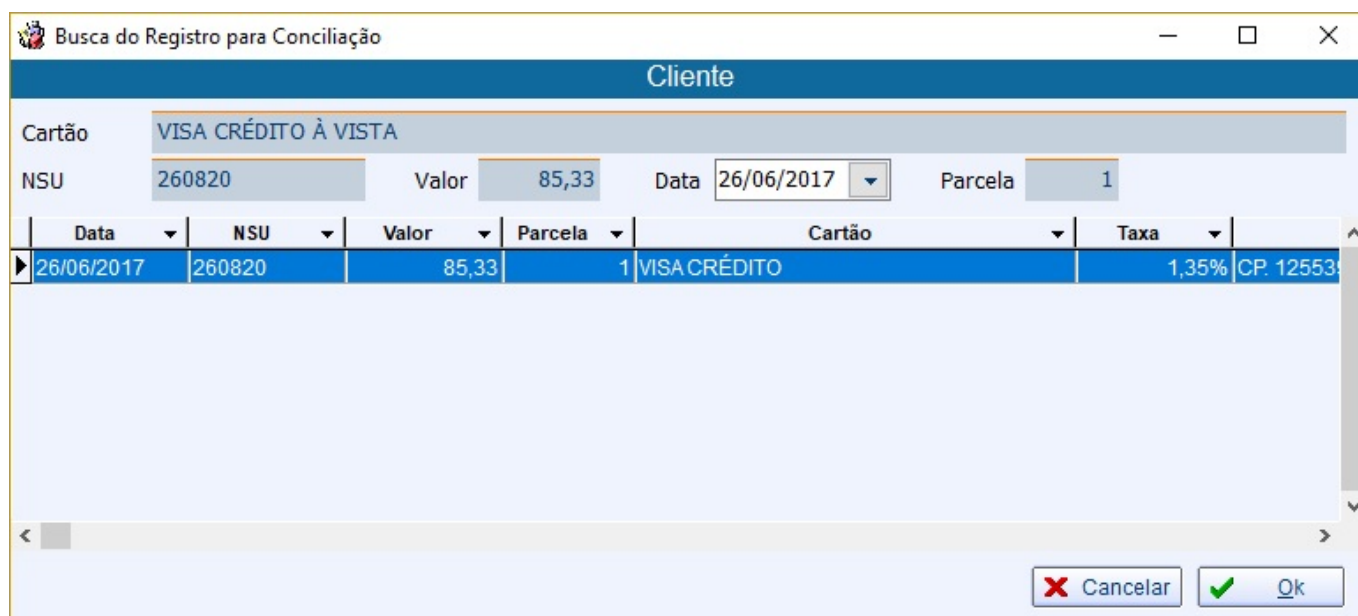 Busca do Registro para Conciliação
Cliente
Cartão VISA CRÉDITO À VISTA
NSU 260820 Valor 85,33 Data 26/06/2017 Parcela 1
Data NSU Valor Parcela Cartão Taxa
26/06/2017 260820 85,33 1 VISA CRÉDITO 1,35% CP. 12553
Cancelar Ok